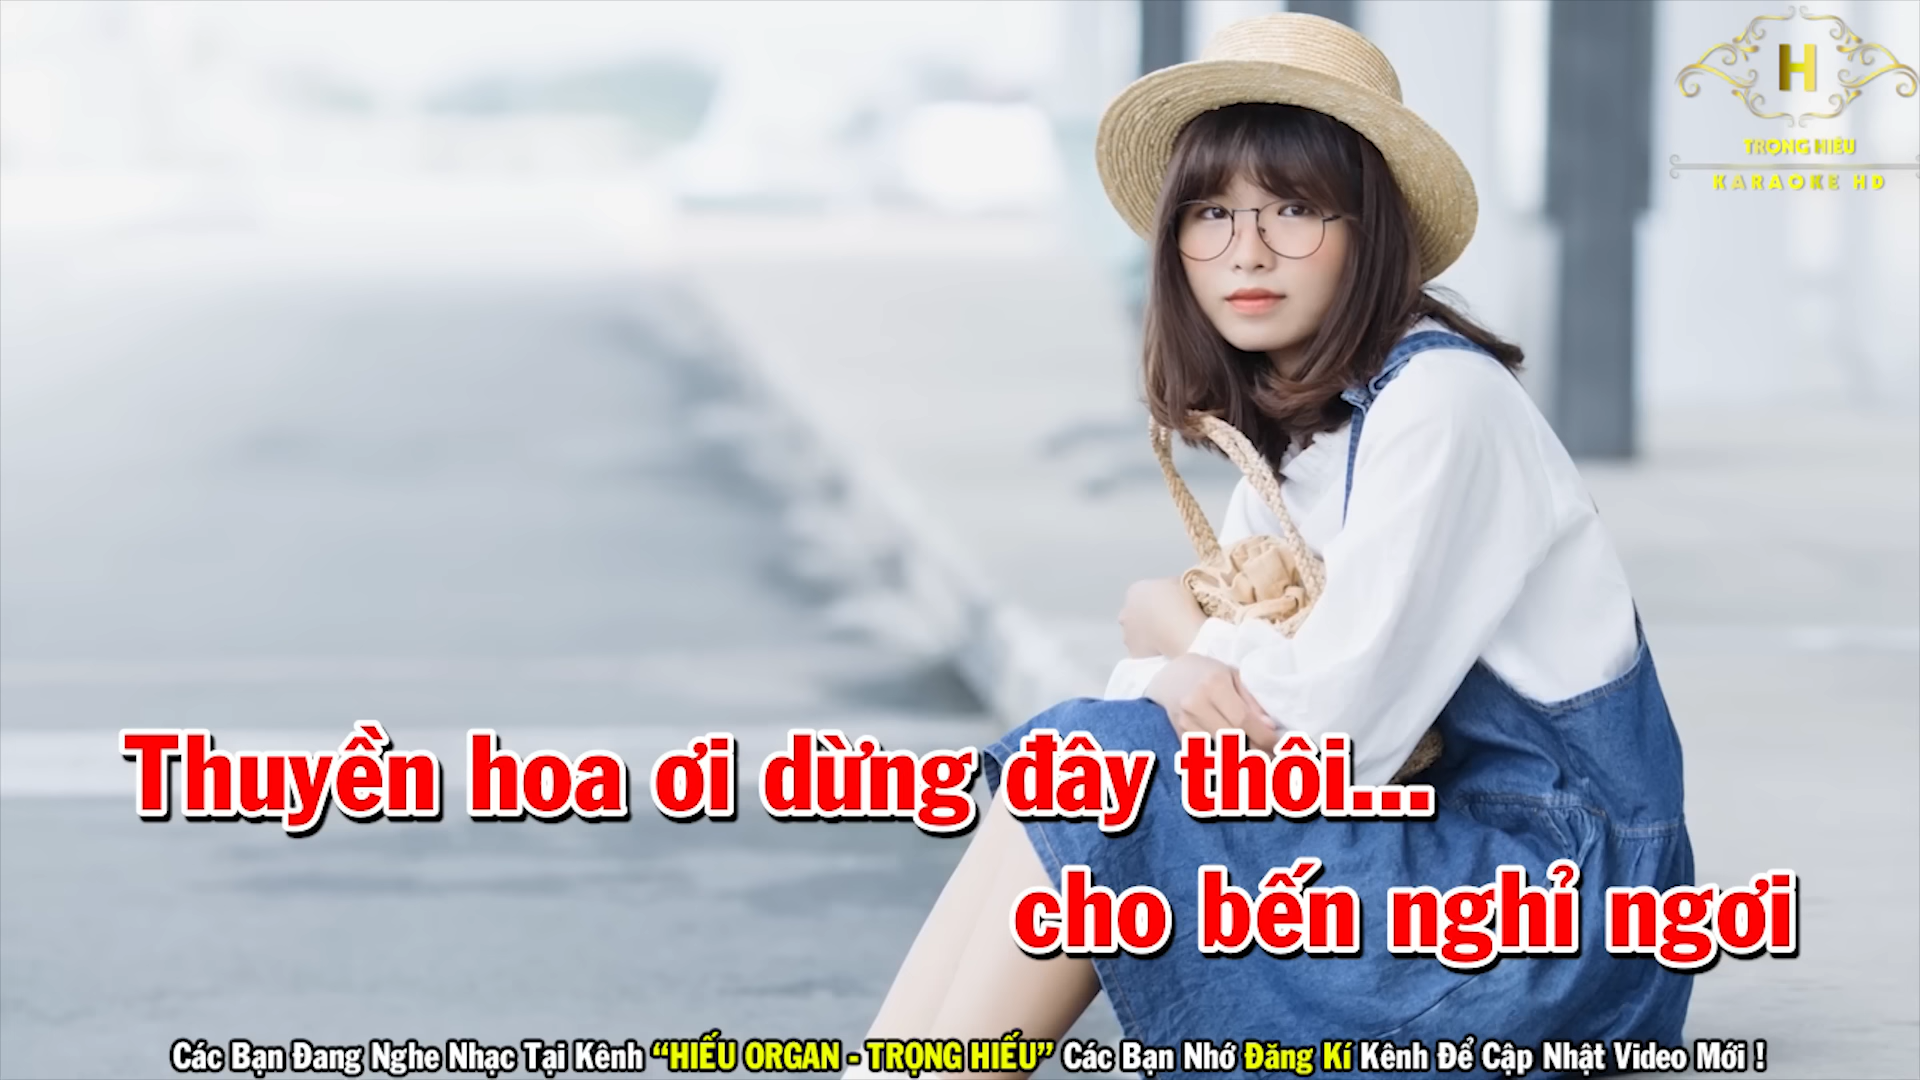 H
TRỌNG HIẾU
KARAOKE HD
Thuyền hoa ơi dừng đây thôi...
cho bến nghỉ ngơi
Các Bạn Đang Nghe Nhạc Tại Kênh “HIẾU ORGAN - TRỌNG HIẾU” Các Bạn Nhớ Đăng Kí Kênh Để Cập Nhật Video Mới !